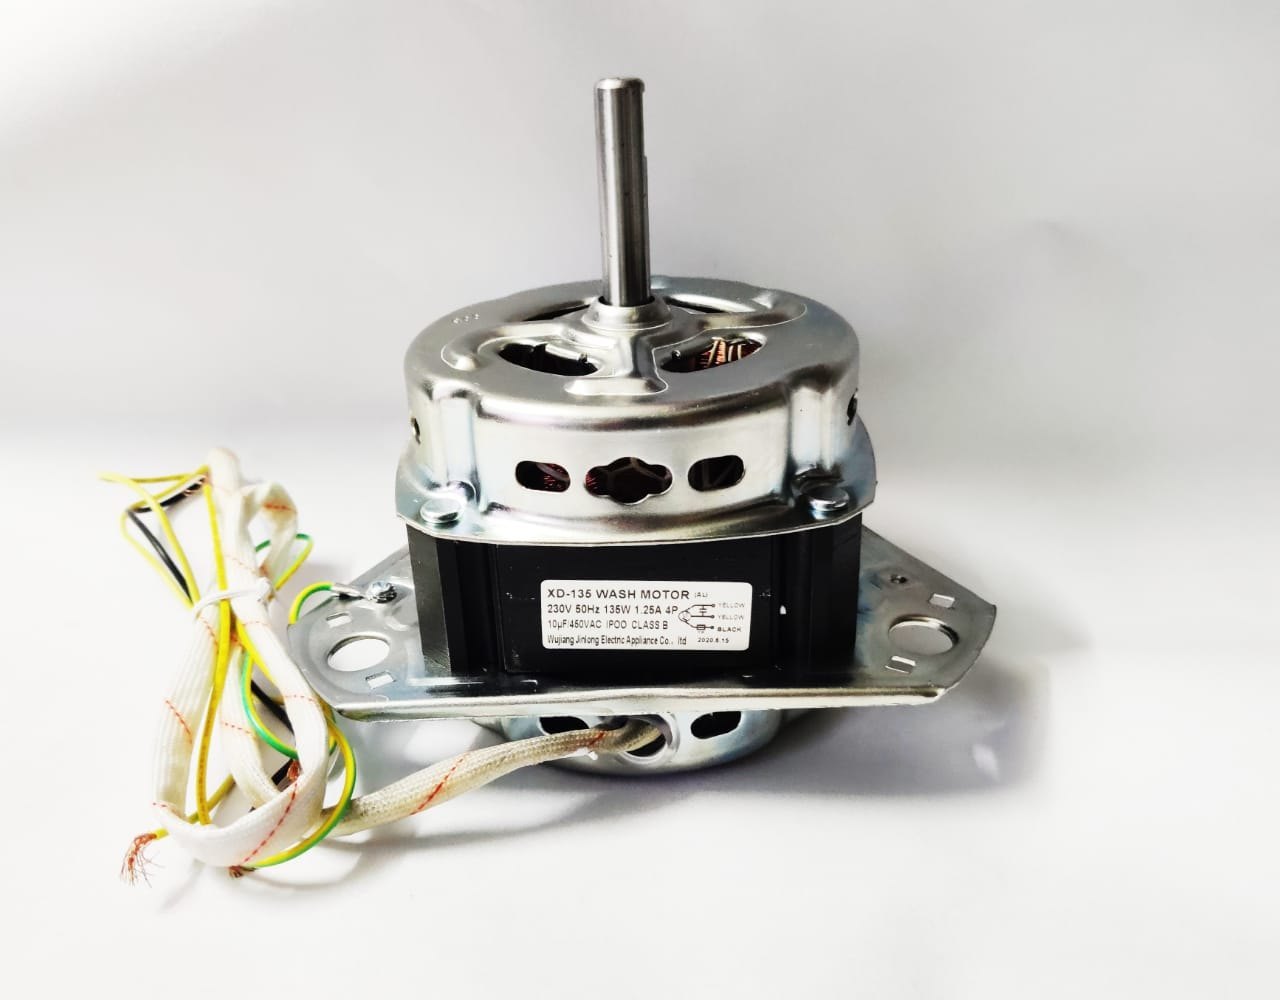 XD-135 WASH MOTOR (AL)
230V 50Hz 135W 1.25A 4P
10μF/450VAC IPOO CLASS B
Wujiang Jinlong Electric Appliance Co., ltd
YELLOW
YELLOW
BLACK
2020.6.15